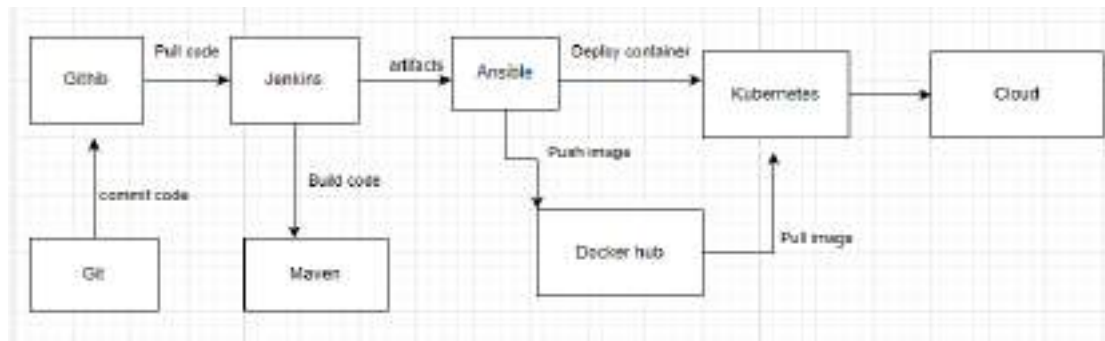 Pull code
Githib
Jenkins
artifacts
Ansible
Deploy container
Kubernetes
Cloud
commit code
Build code
Push image
Git
Maven
Docker hub
Pull image